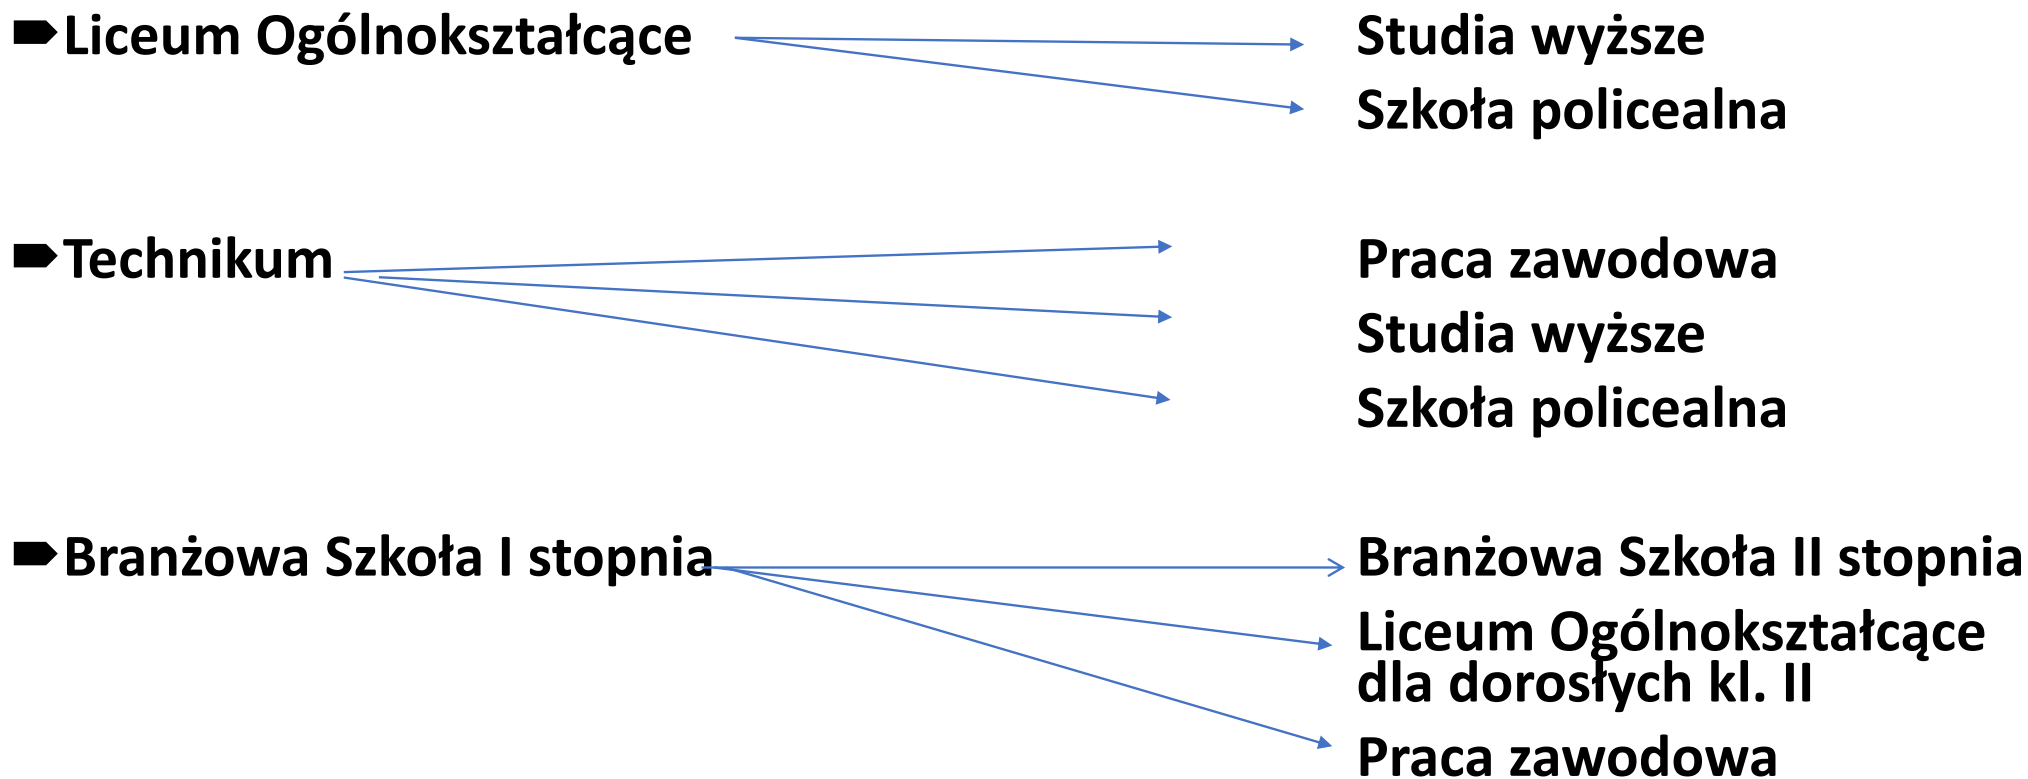 Liceum Ogólnokształcące
Studia wyższe
Szkoła policealna
Technikum
Praca zawodowa
Studia wyższe
Szkoła policealna
Branżowa Szkoła I stopnia
Branżowa Szkoła II stopnia
Liceum Ogólnokształcące
dla dorosłych kl. II
Praca zawodowa